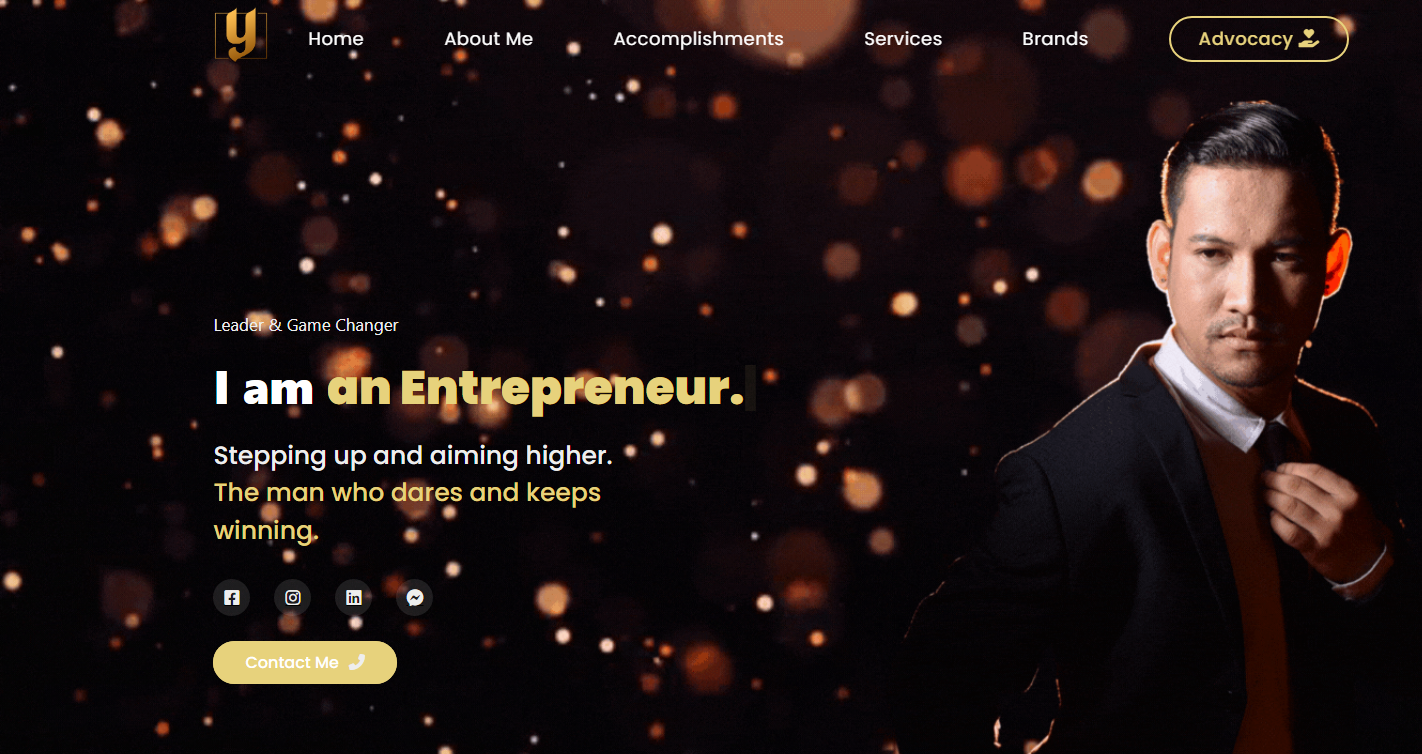 y
Home
About Me
Accomplishments
Services
Brands
Advocacy
Leader & Game Changer
I am an Entrepreneur.
Stepping up and aiming higher.
The man who dares and keeps
winning.
Contact Me